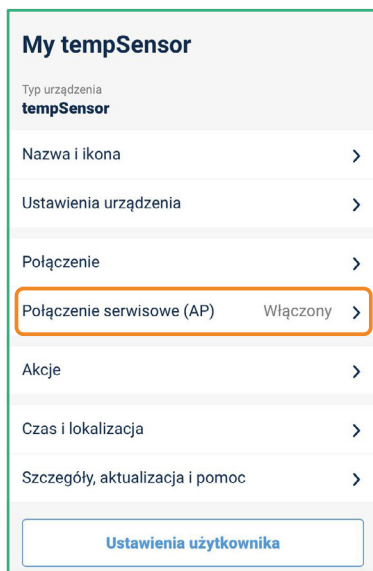 My tempSensor
Typ urządzenia
tempSensor
Nazwa i ikona
Ustawienia urządzenia
Połączenie
Połączenie serwisowe (AP) Włączony
Akcje
Czas i lokalizacja
Szczegóły, aktualizacja i pomoc
Ustawienia użytkownika